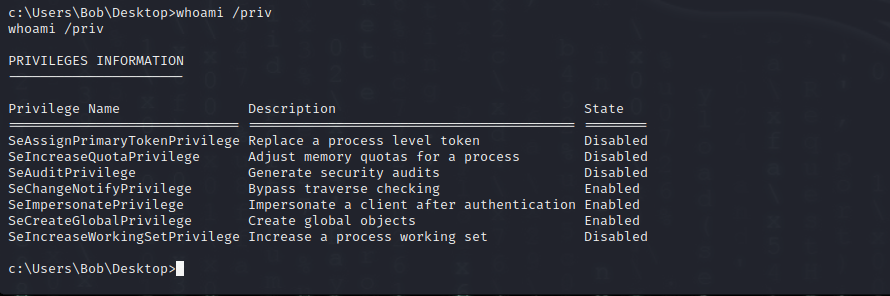 c:\Users\Bob\Desktop>whoami /priv
whoami /priv
PRIVILEGES INFORMATION
----------------------
Privilege Name Description State
============================= ========================================= ========
SeAssignPrimaryTokenPrivilege Replace a process level token Disabled
SeIncreaseQuotaPrivilege Adjust memory quotas for a process Disabled
SeAuditPrivilege Generate security audits Disabled
SeChangeNotifyPrivilege Bypass traverse checking Enabled
SeImpersonatePrivilege Impersonate a client after authentication Enabled
SeCreateGlobalPrivilege Create global objects Enabled
SeIncreaseWorkingSetPrivilege Increase a process working set Disabled
c:\Users\Bob\Desktop>